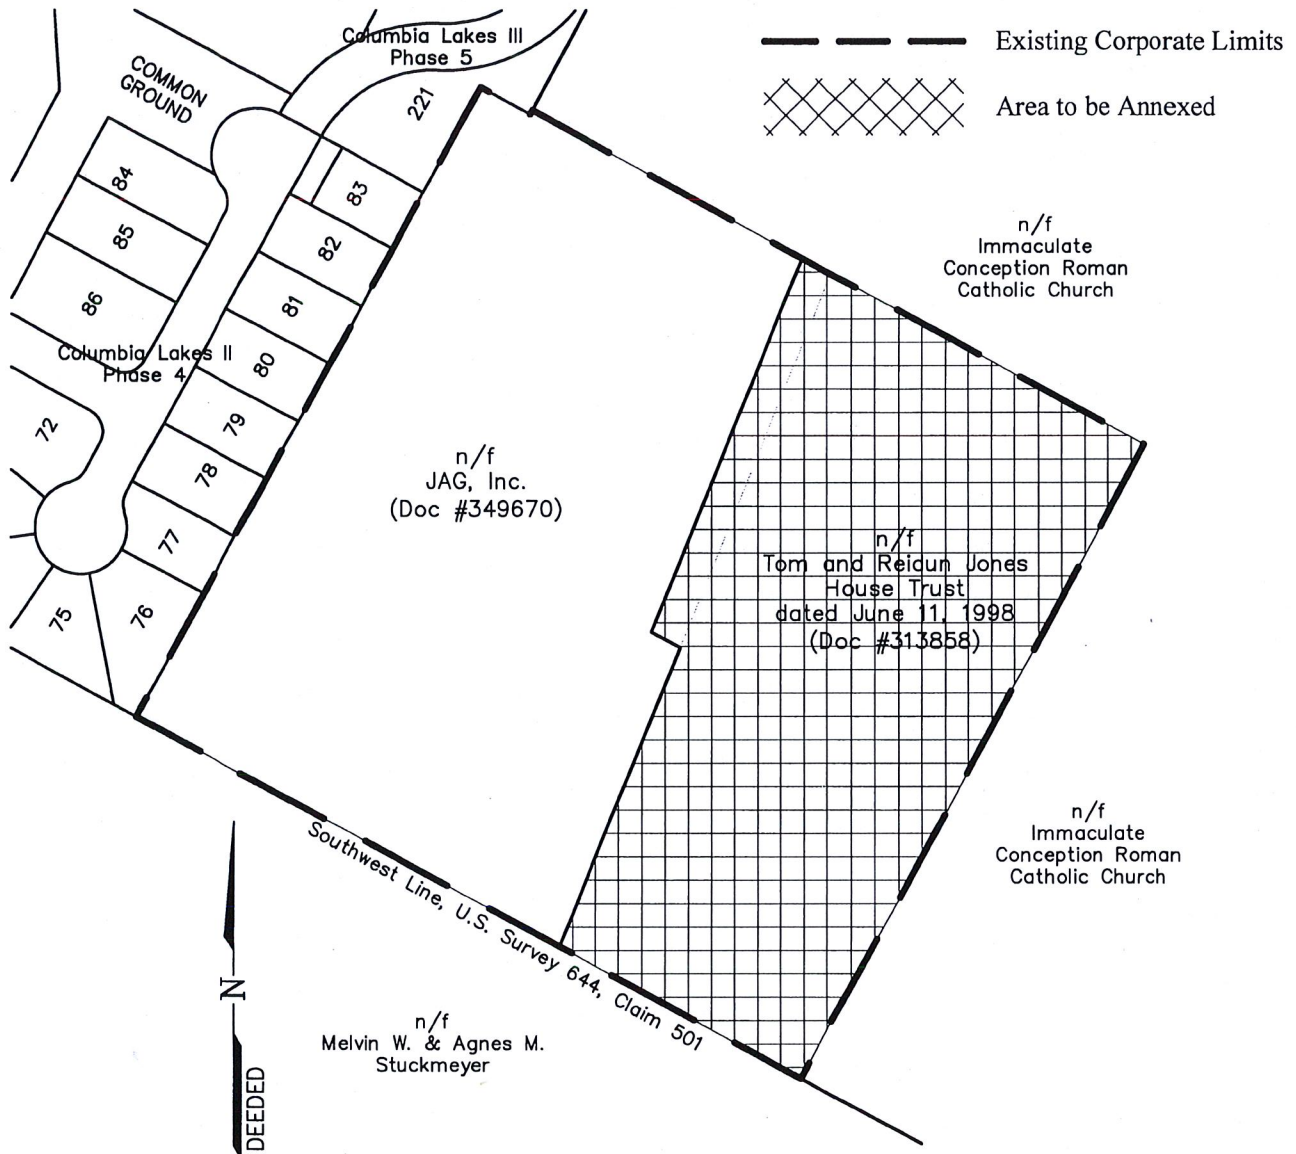 Columbia Lakes III
Phase 5
Existing Corporate Limits
Area to be Annexed
COMMON
GROUND
221
84
83
85
82
86
81
Columbia Lakes II
Phase 4
80
72
79
78
77
76
75
n/f
Immaculate
Conception Roman
Catholic Church
n/f
JAG, Inc.
(Doc #349670)
n/f
Tom and Reidun Jones
House Trust
dated June 11, 1998
(Doc #313858)
n/f
Immaculate
Conception Roman
Catholic Church
Southwest Line, U.S. Survey 644, Claim 501
N
DEEDED
n/f
Melvin W. & Agnes M.
Stuckmeyer